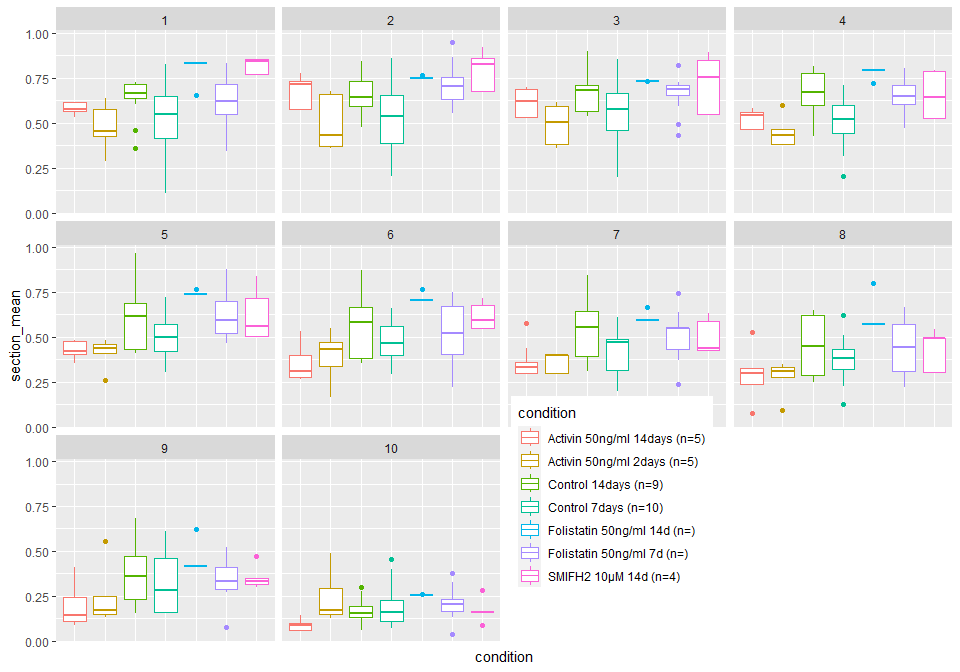 1 2 3 4
1.00
0.75
0.50
0.25
0.00
5 6 7 8
1.00
0.75
0.50
0.25
0.00
section_mean
9 10
1.00
0.75
0.50
0.25
0.00
condition
Activin 50ng/ml 14days (n=5)
Activin 50ng/ml 2days (n=5)
Control 14days (n=9)
Control 7days (n=10)
Folistatin 50ng/ml 14d (n=)
Folistatin 50ng/ml 7d (n=)
SMIFH2 10µM 14d (n=4)
condition